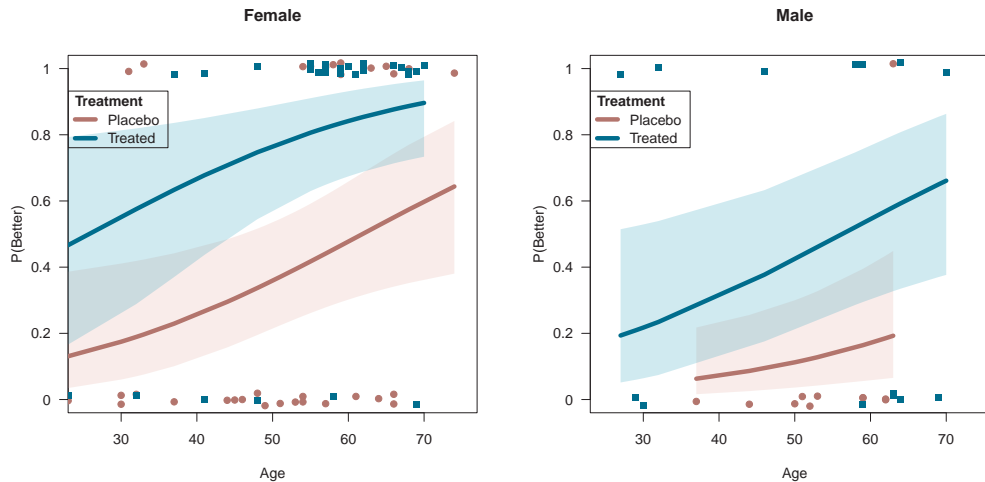 Female
1
0.8
0.6
0.4
0.2
0
P(Better)
Treatment
Placebo
Treated
30 40 50 60 70
Age
Male
1
0.8
0.6
0.4
0.2
0
P(Better)
Treatment
Placebo
Treated
30 40 50 60 70
Age